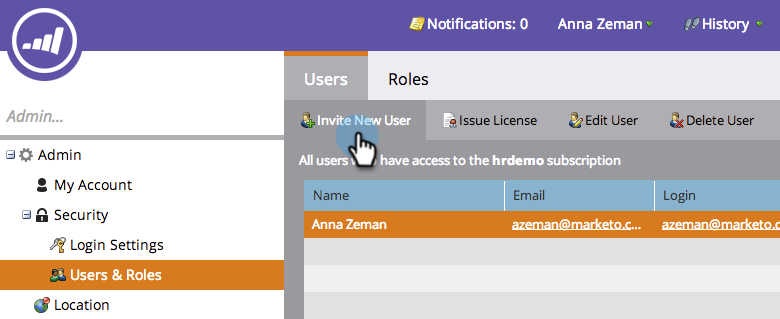 Notifications: 0 Anna Zeman History
Admin...
Users Roles
Invite New User Issue License Edit User Delete User
All users have access to the hrdemo subscription
Name Email Login
Anna Zeman azeman@marketo.c... azeman@marketo.c
Admin
My Account
Security
Login Settings
Users & Roles
Location